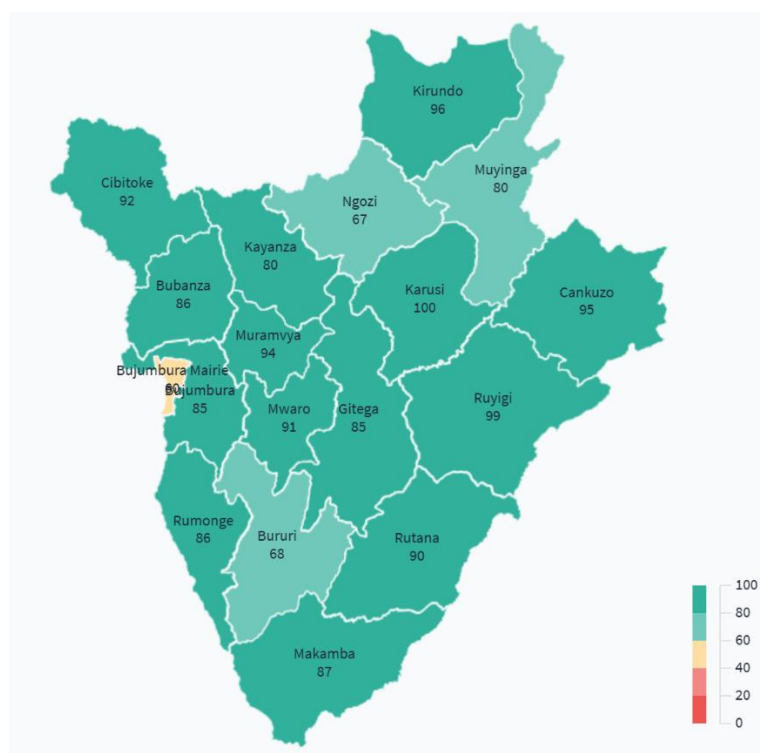 Kirundo
96
Muyinga
80
Cibitoke
92
Ngozi
67
Kayanza
80
Bubanza
86
Karusi
100
Cankuzo
95
Muramvya
94
Bujumbura Mairie
Bujumbura
85
Mwaro
91
Gitega
85
Ruyigi
99
Rumonge
86
Bururi
68
Rutana
90
Makamba
87
100
80
60
40
20
0